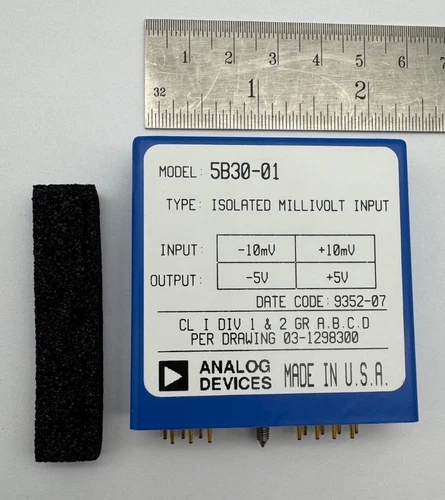 1 2 3 4 5 6 7
32 1 2
MODEL: 5B30-01
TYPE: ISOLATED MILLIVOLT INPUT
INPUT: -10mV +10mV
OUTPUT: -5V +5V
DATE CODE: 9352-07
CL I DIV 1 & 2 GR A.B.C.D
PER DRAWING 03-1298300
ANALOG
DEVICES MADE IN U.S.A.